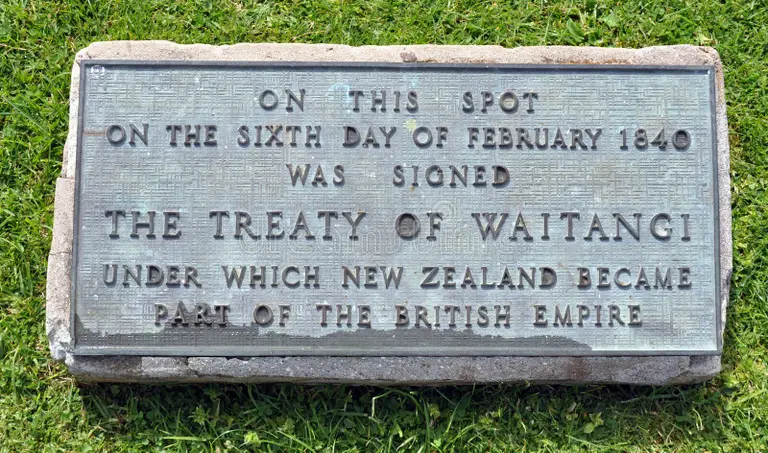 ON THIS SPOT
ON THE SIXTH DAY OF FEBRUARY 1840
WAS SIGNED
THE TREATY OF WAITANGI
UNDER WHICH NEW ZEALAND BECAME
PART OF THE BRITISH EMPIRE